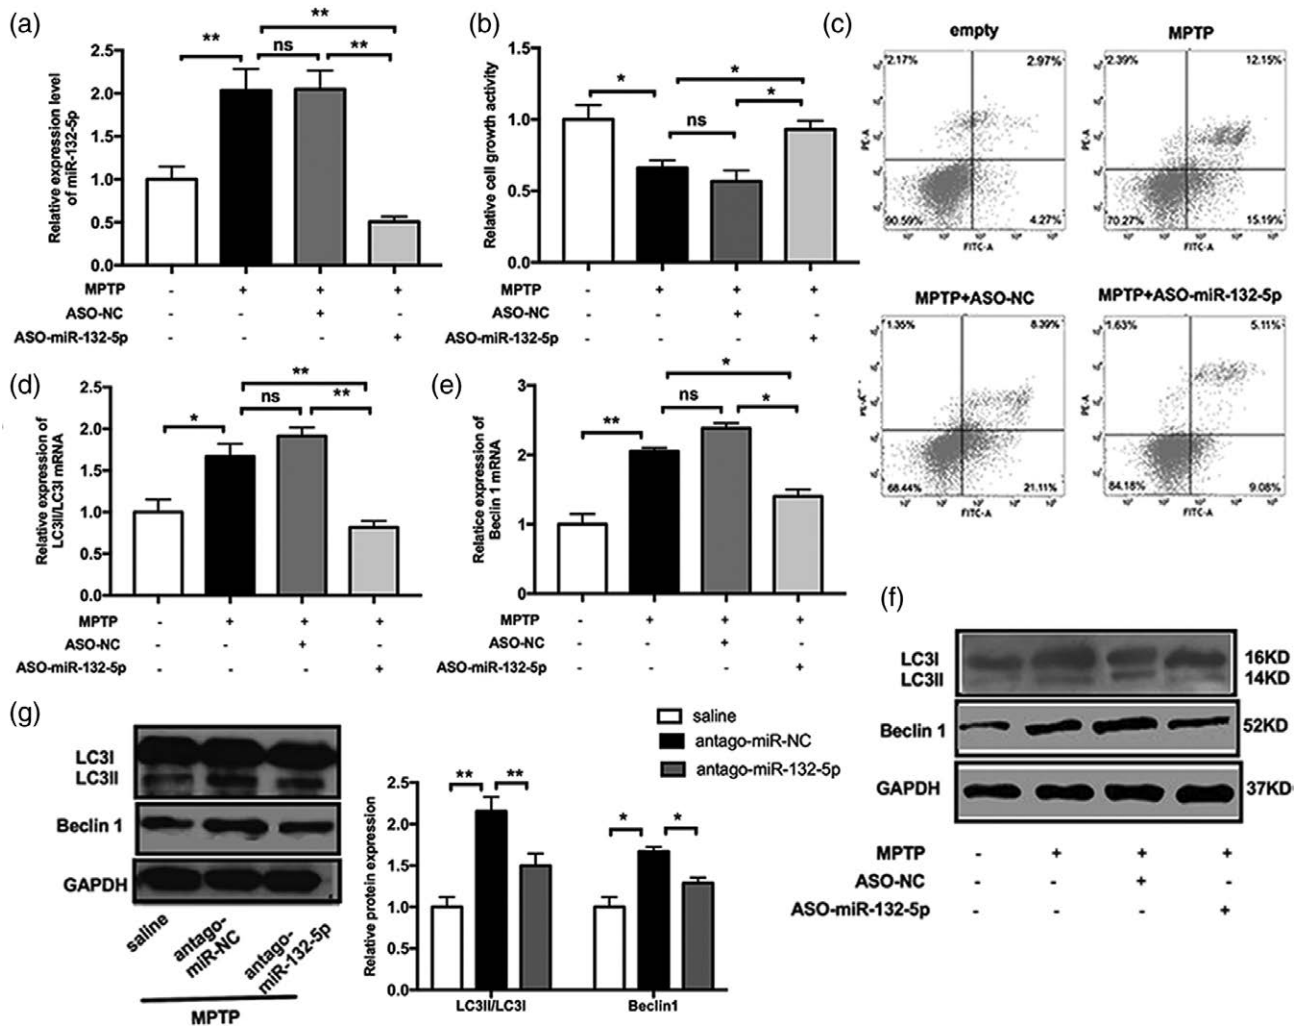 (a)
**
**
ns
**
Relative expression level
of miR-132-5p
2.5
2.0
1.5
1.0
0.5
0.0
MPTP - + + +
ASO-NC - - + -
ASO-miR-132-5p - - - +
(b)
*
*
*
ns
Relative cell growth activity
1.5
1.0
0.5
0.0
MPTP - + + +
ASO-NC - - + -
ASO-miR-132-5p - - - +
(c)
empty
2.17% 2.97%
90.59% 4.27%
PE-A
FITC-A
MPTP
2.39% 12.15%
70.27% 15.19%
PE-A
FITC-A
MPTP+ASO-NC
1.35% 8.39%
68.44% 21.11%
PE-A
FITC-A
MPTP+ASO-miR-132-5p
1.63% 5.11%
84.18% 9.08%
PE-A
FITC-A
(d)
*
**
ns
**
Relative expression of
LC3II/LC3I mRNA
2.5
2.0
1.5
1.0
0.5
0.0
MPTP - + + +
ASO-NC - - + -
ASO-miR-132-5p - - - +
(e)
**
*
ns
*
Relatice expression of
Beclin 1 mRNA
3
2
1
0
MPTP - + + +
ASO-NC - - + -
ASO-miR-132-5p - - - +
(f)
LC3I 16KD
LC3II 14KD
Beclin 1 52KD
GAPDH 37KD
MPTP - + + +
ASO-NC - - + -
ASO-miR-132-5p - - - +
(g)
LC3I
LC3II
Beclin 1
GAPDH
saline
antago-
miR-NC
antago-
miR-132-5p
MPTP
saline
antago-miR-NC
antago-miR-132-5p
** **
* *
Relative protein expression
2.5
2.0
1.5
1.0
0.5
0.0
LC3II/LC3I Beclin1